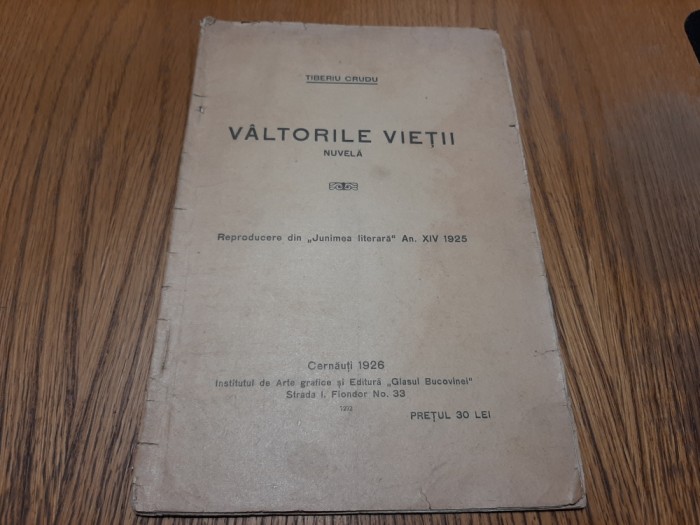 TIBERIU CRUDU
VÂLTORILE VIEȚII
NUVELĂ
Reproducere din „Junimea literară" An. XIV 1925
Cernăuți 1926
Institutul de Arte grafice și Editură „Glasul Bucovinei"
Strada I. Flondor No. 33
PREȚUL 30 LEI